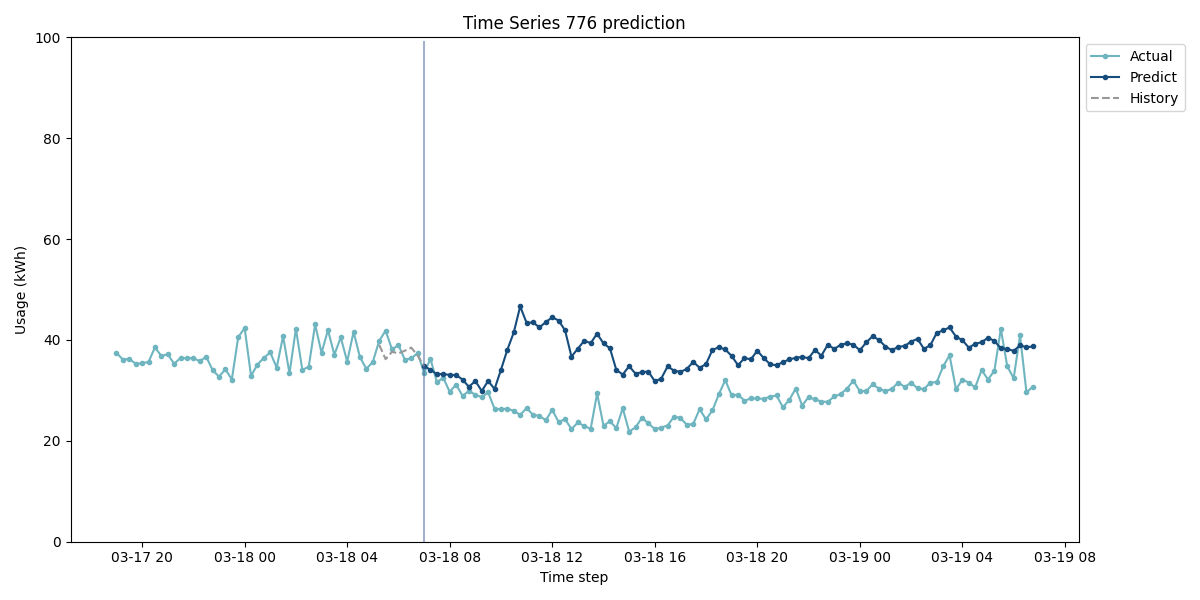 Time Series 776 prediction
100
80
60
40
20
0
Usage (kWh)
03-17 20
03-18 00
03-18 04
03-18 08
03-18 12
03-18 16
03-18 20
03-19 00
03-19 04
03-19 08
Time step
Actual
Predict
History